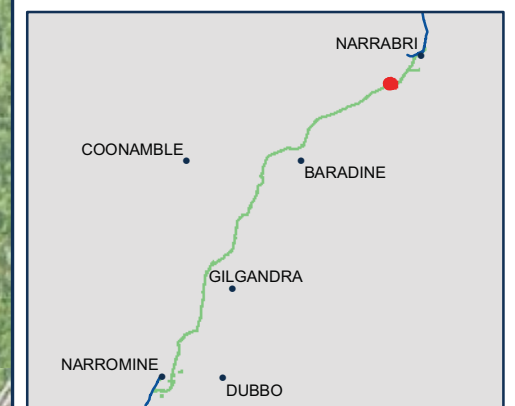 NARRABRI
COONAMBLE
BARADINE
GILGANDRA
NARROMINE
DUBBO